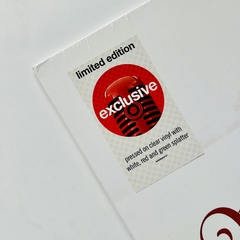 limited edition
exclusive
pressed on clear vinyl with
white, red and green splatter